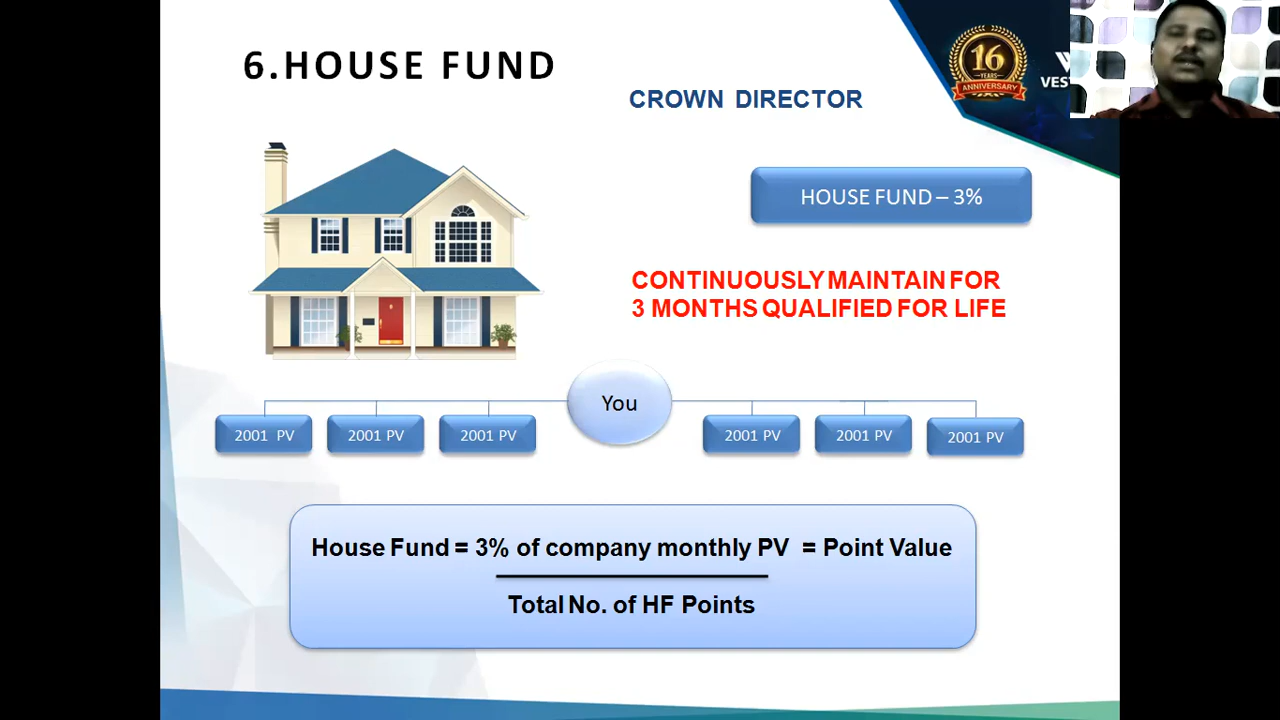 6.HOUSE FUND
CROWN DIRECTOR
16
YEARS
ANNIVERSARY
HOUSE FUND – 3%
CONTINUOUSLY MAINTAIN FOR
3 MONTHS QUALIFIED FOR LIFE
You
2001 PV
2001 PV
2001 PV
2001 PV
2001 PV
2001 PV
House Fund = 3% of company monthly PV = Point Value
Total No. of HF Points